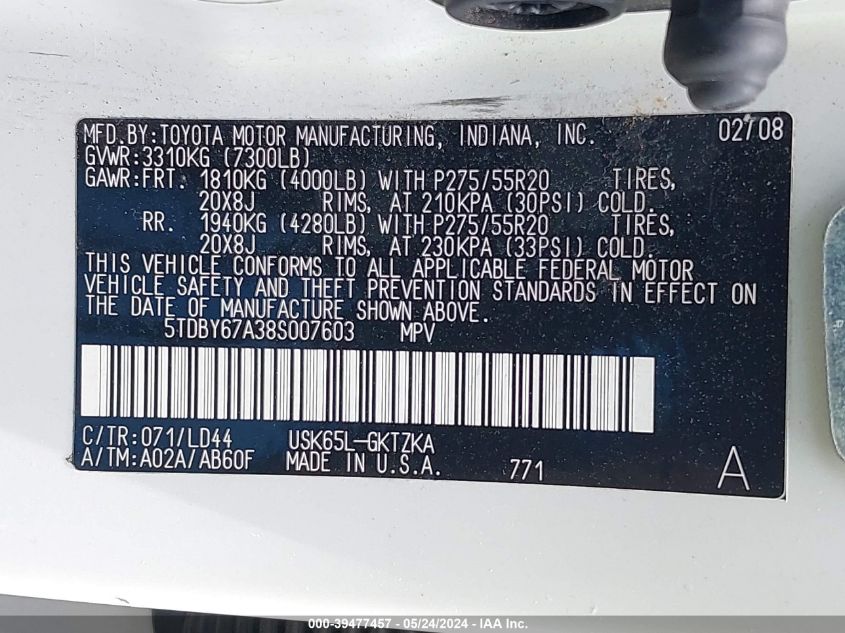 MFD.BY:TOYOTA MOTOR MANUFACTURING, INDIANA, INC. 02/08
GVWR:3310KG (7300LB)
GAWR:FRT. 1810KG (4000LB) WITH P275/55R20 TIRES,
20X8J RIMS, AT 210KPA (30PSI) COLD.
RR. 1940KG (4280LB) WITH P275/55R20 TIRES,
20X8J RIMS, AT 230KPA (33PSI) COLD.
THIS VEHICLE CONFORMS TO ALL APPLICABLE FEDERAL MOTOR
VEHICLE SAFETY AND THEFT PREVENTION STANDARDS IN EFFECT ON
THE DATE OF MANUFACTURE SHOWN ABOVE.
5TDBY67A38S007603 MPV
C/TR:071/LD44 USK65L-GKTZKA
A/TM:A02A/AB60F MADE IN U.S.A. 771 A
000-39477457 - 05/24/2024 - IAA Inc.